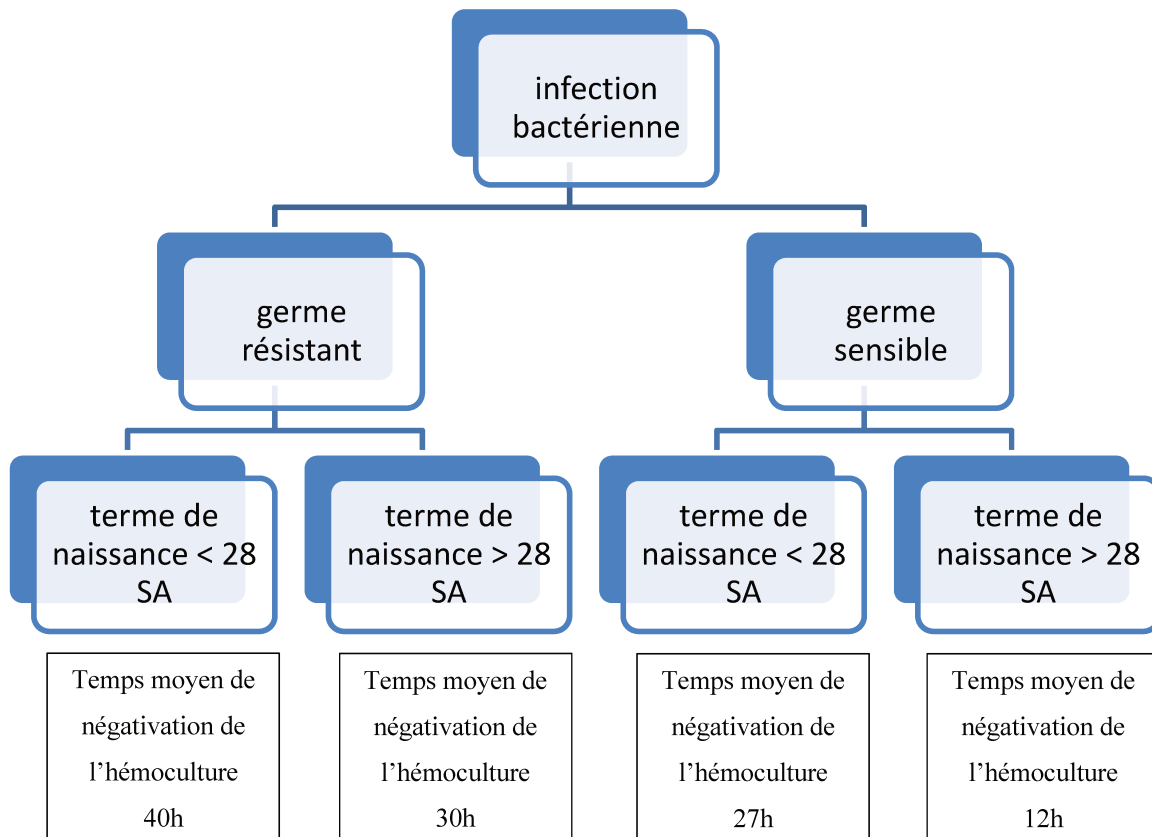 infection
bactérienne
germe
résistant
germe
sensible
terme de
naissance < 28
SA
terme de
naissance > 28
SA
terme de
naissance < 28
SA
terme de
naissance > 28
SA
Temps moyen de
négativation de
l’hémoculture
40h
Temps moyen de
négativation de
l’hémoculture
30h
Temps moyen de
négativation de
l’hémoculture
27h
Temps moyen de
négativation de
l’hémoculture
12h